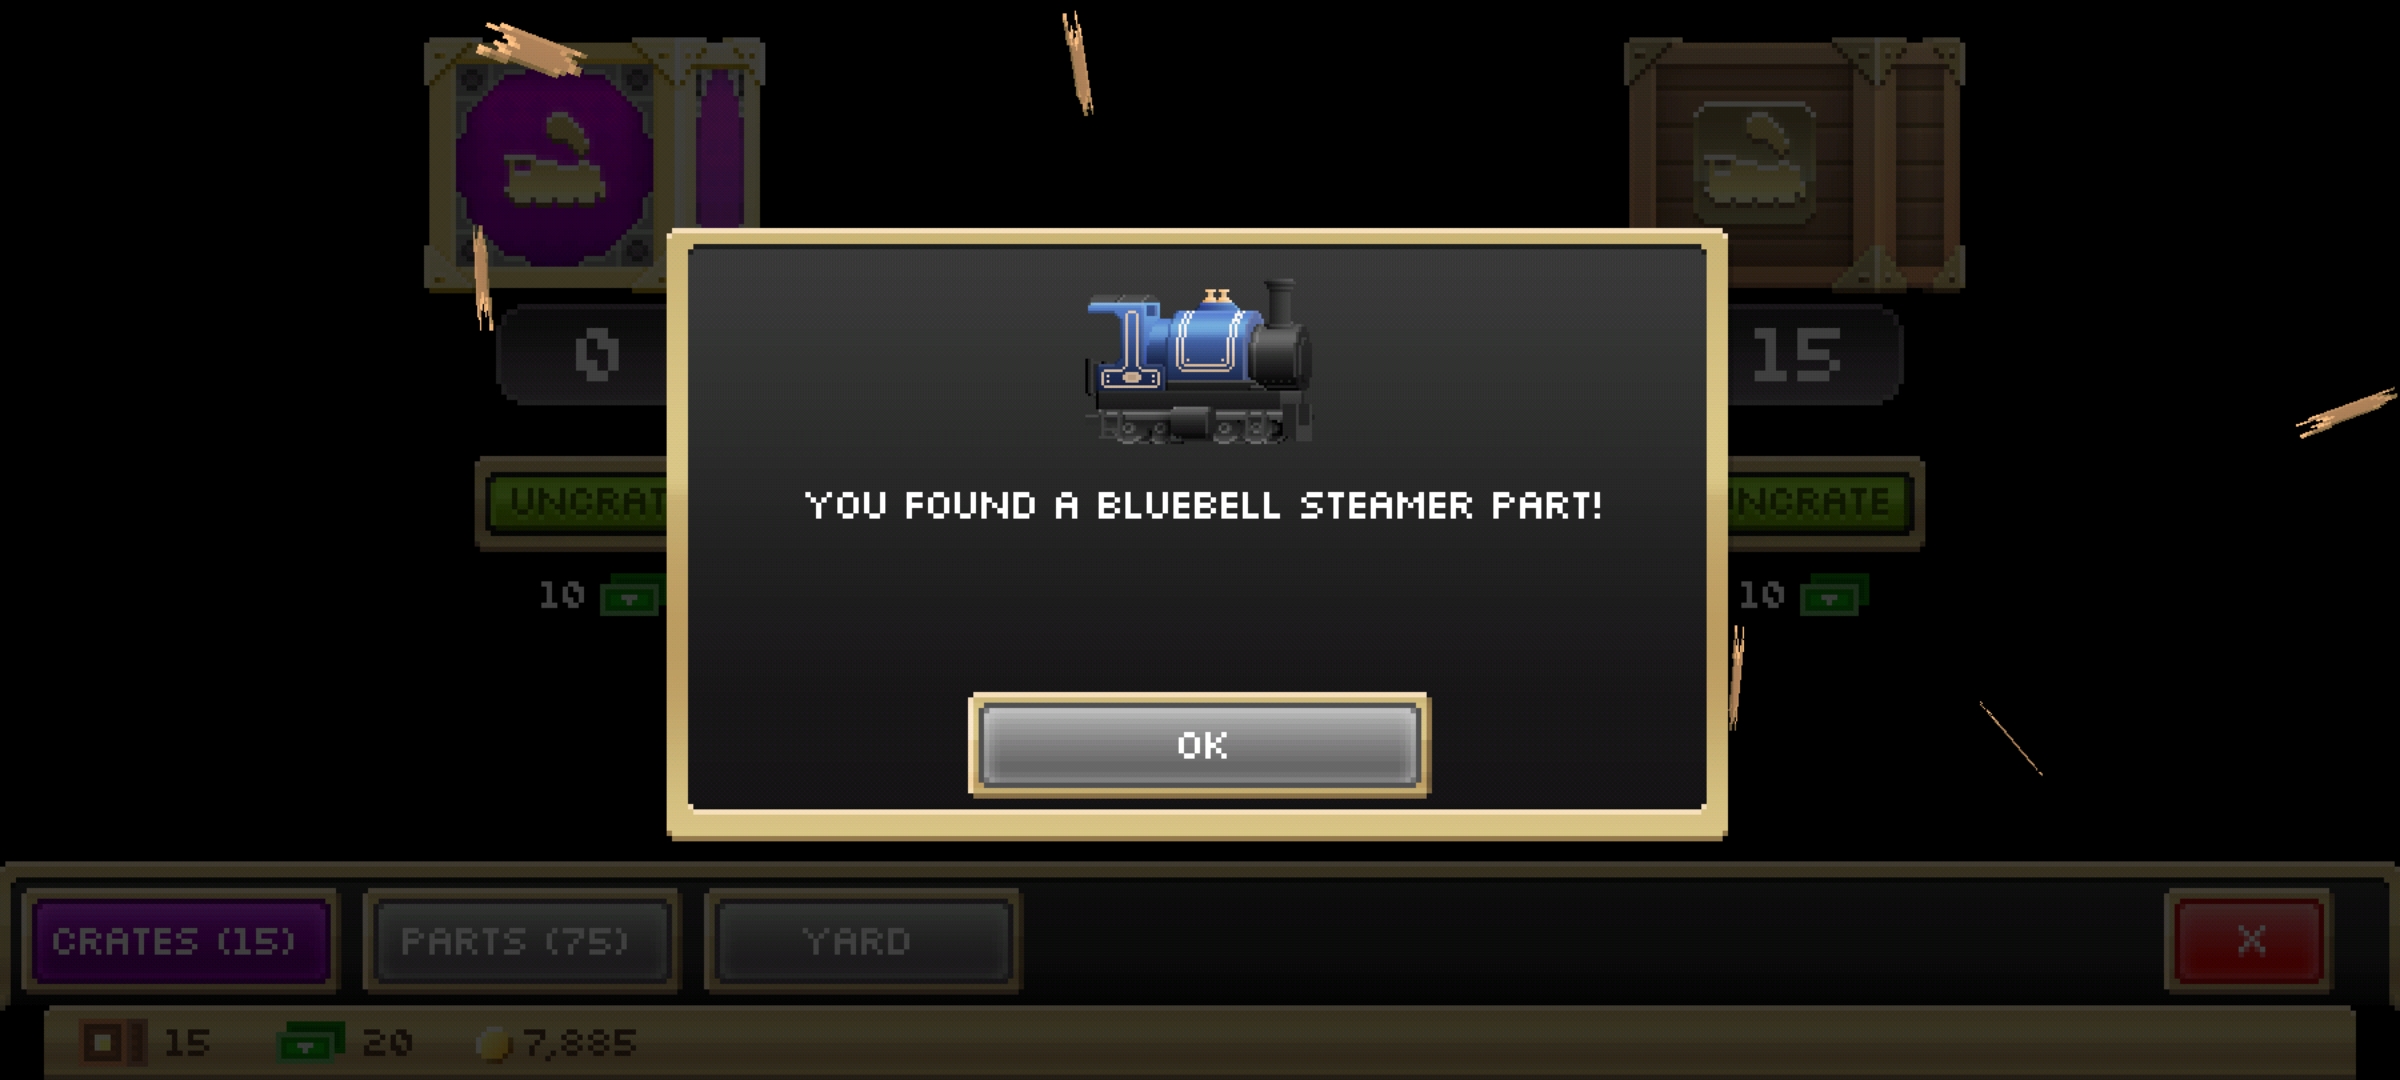 0
15
YOU FOUND A BLUEBELL STEAMER PART!
UNCRAT
NCRATE
10
10
OK
CRATES (15)
PARTS (75)
YARD
X
15
20
7,885